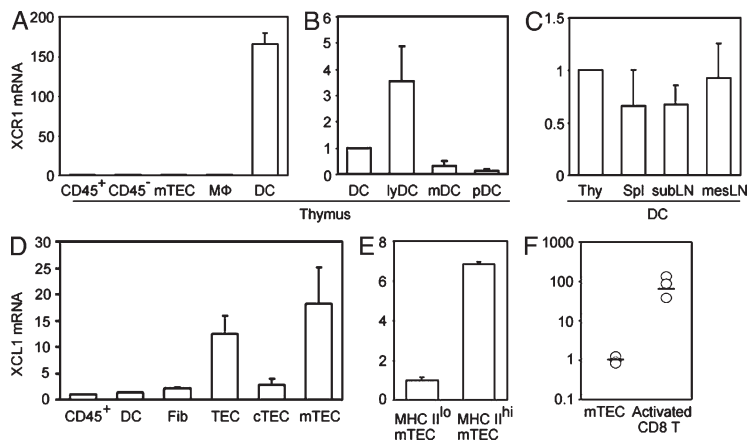 A
XCR1 mRNA
200
150
100
50
0
CD45+ CD45- mTEC MΦ DC
B
6
5
4
3
2
1
0
DC lyDC mDC pDC
Thymus
C
1.5
1
0.5
0
Thy Spl subLN mesLN
DC
D
XCL1 mRNA
30
25
20
15
10
5
0
CD45+ DC Fib TEC cTEC mTEC
E
8
6
4
2
0
MHC IIlo MHC IIhi
mTEC mTEC
F
1000
100
10
1
0.1
mTEC Activated
CD8 T